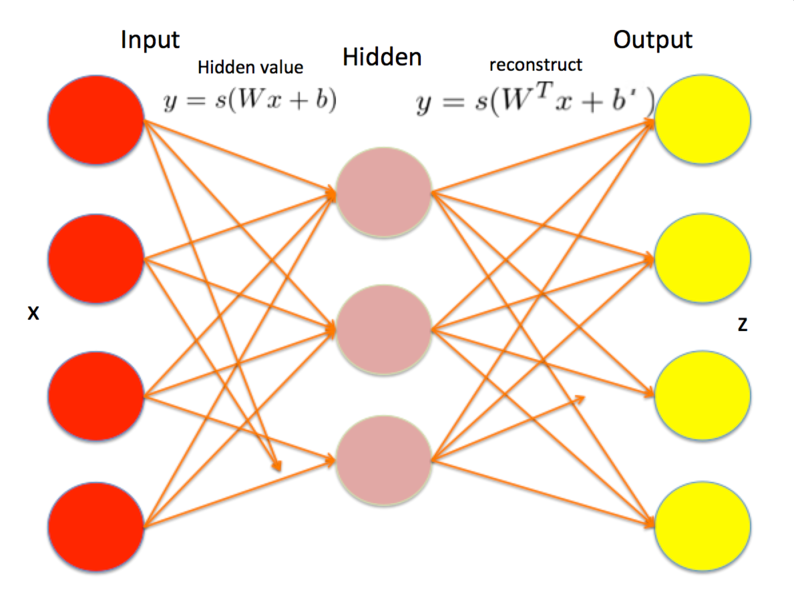 Input
Hidden
Output
Hidden value
y = s(Wx + b)
reconstruct
y = s(W^T x + b')
x
z